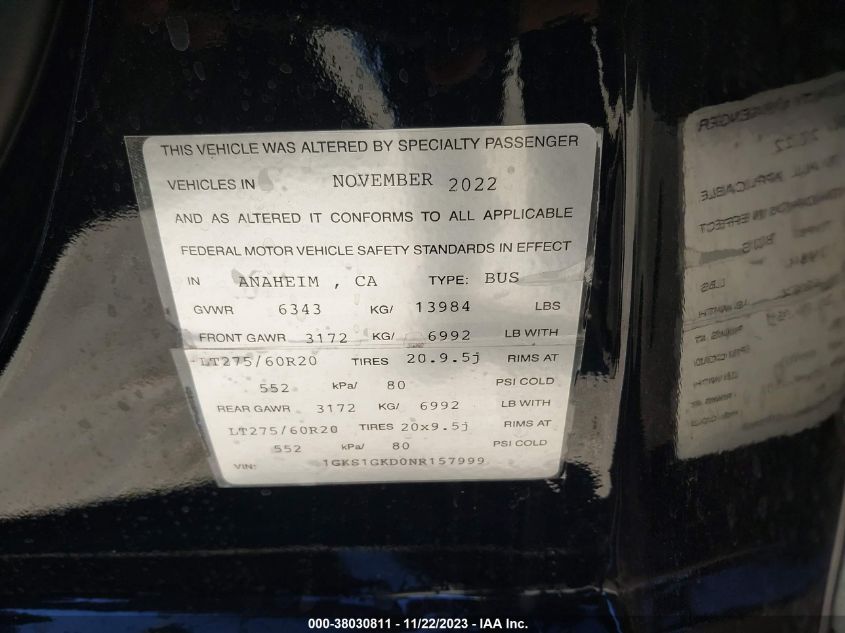 THIS VEHICLE WAS ALTERED BY SPECIALTY PASSENGER
VEHICLES IN NOVEMBER 2022
AND AS ALTERED IT CONFORMS TO ALL APPLICABLE
FEDERAL MOTOR VEHICLE SAFETY STANDARDS IN EFFECT
IN ANAHEIM , CA TYPE: BUS
GVWR 6343 KG/ 13984 LBS
FRONT GAWR 3172 KG/ 6992 LB WITH
LT275/60R20 TIRES 20.9.5j RIMS AT
552 kPa/ 80 PSI COLD
REAR GAWR 3172 KG/ 6992 LB WITH
LT275/60R20 TIRES 20x9.5j RIMS AT
552 kPa/ 80 PSI COLD
VIN: 1GKS1GKD0NR157999
000-38030811 - 11/22/2023 - IAA Inc.